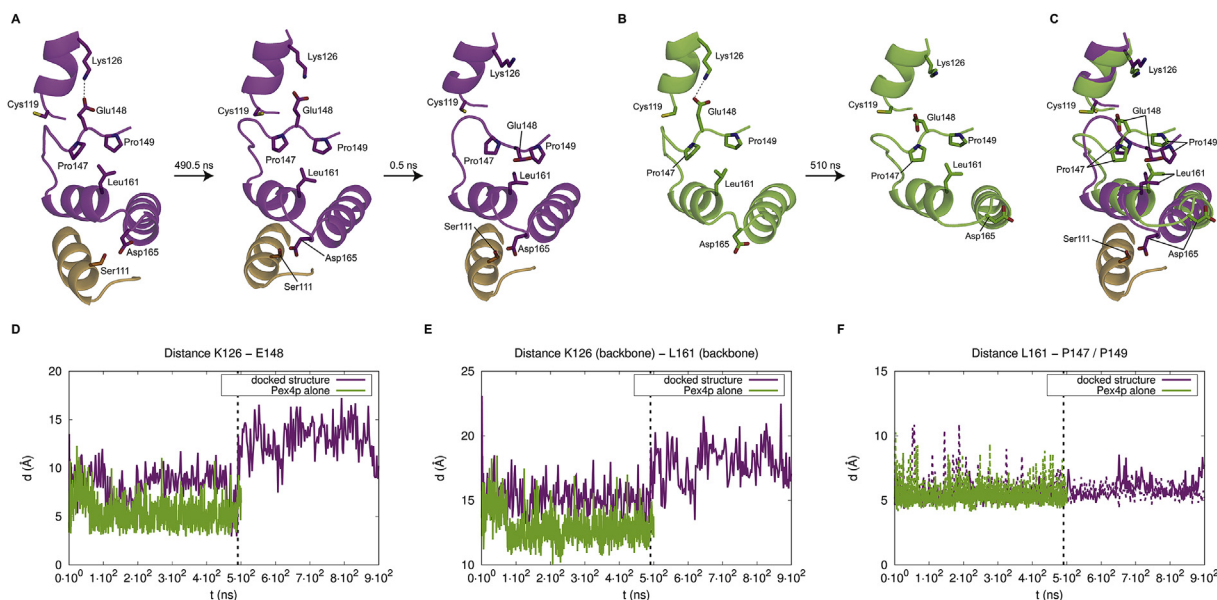 A
Lys126
Cys119
Glu148
Pro147
Pro149
Leu161
Asp165
Ser111
490.5 ns
Lys126
Cys119
Glu148
Pro147
Pro149
Leu161
Asp165
Ser111
0.5 ns
Lys126
Cys119
Glu148
Pro149
Pro147
Leu161
Ser111
Asp165
B
Lys126
Cys119
Glu148
Pro149
Pro147
Leu161
Asp165
510 ns
Lys126
Cys119
Glu148
Pro149
Pro147
Leu161
Asp165
C
Lys126
Cys119
Glu148
Pro149
Pro147
Leu161
Ser111
Asp165
D
Distance K126 – E148
docked structure
Pex4p alone
20
15
10
5
0
d (Å)
0·10⁰ 1·10² 2·10² 3·10² 4·10² 5·10² 6·10² 7·10² 8·10² 9·10²
t (ns)
E
Distance K126 (backbone) – L161 (backbone)
docked structure
Pex4p alone
25
20
15
10
d (Å)
0·10⁰ 1·10² 2·10² 3·10² 4·10² 5·10² 6·10² 7·10² 8·10² 9·10²
t (ns)
F
Distance L161 – P147 / P149
docked structure
Pex4p alone
15
10
5
0
d (Å)
0·10⁰ 1·10² 2·10² 3·10² 4·10² 5·10² 6·10² 7·10² 8·10² 9·10²
t (ns)